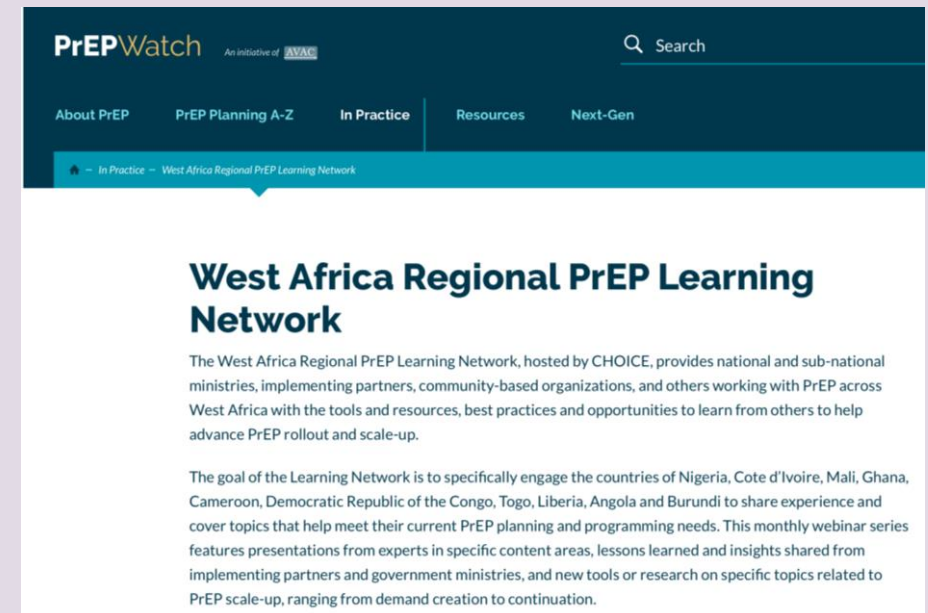 PrEPWatch An initiative of AVAC
Search
About PrEP PrEP Planning A-Z In Practice Resources Next-Gen
– In Practice – West Africa Regional PrEP Learning Network
West Africa Regional PrEP Learning
Network
The West Africa Regional PrEP Learning Network, hosted by CHOICE, provides national and sub-national
ministries, implementing partners, community-based organizations, and others working with PrEP across
West Africa with the tools and resources, best practices and opportunities to learn from others to help
advance PrEP rollout and scale-up.
The goal of the Learning Network is to specifically engage the countries of Nigeria, Cote d'Ivoire, Mali, Ghana,
Cameroon, Democratic Republic of the Congo, Togo, Liberia, Angola and Burundi to share experience and
cover topics that help meet their current PrEP planning and programming needs. This monthly webinar series
features presentations from experts in specific content areas, lessons learned and insights shared from
implementing partners and government ministries, and new tools or research on specific topics related to
PrEP scale-up, ranging from demand creation to continuation.